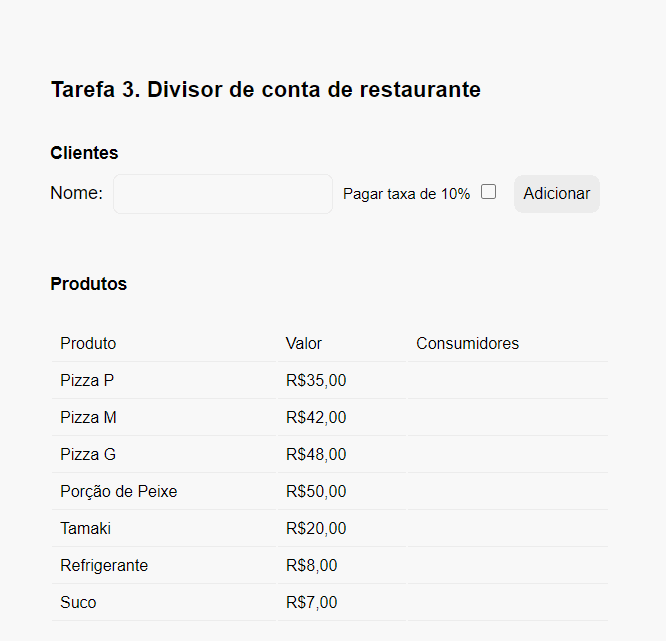 Tarefa 3. Divisor de conta de restaurante
Clientes
Nome: Pagar taxa de 10% Adicionar
Produtos
Produto Valor Consumidores
Pizza P R$35,00
Pizza M R$42,00
Pizza G R$48,00
Porção de Peixe R$50,00
Tamaki R$20,00
Refrigerante R$8,00
Suco R$7,00